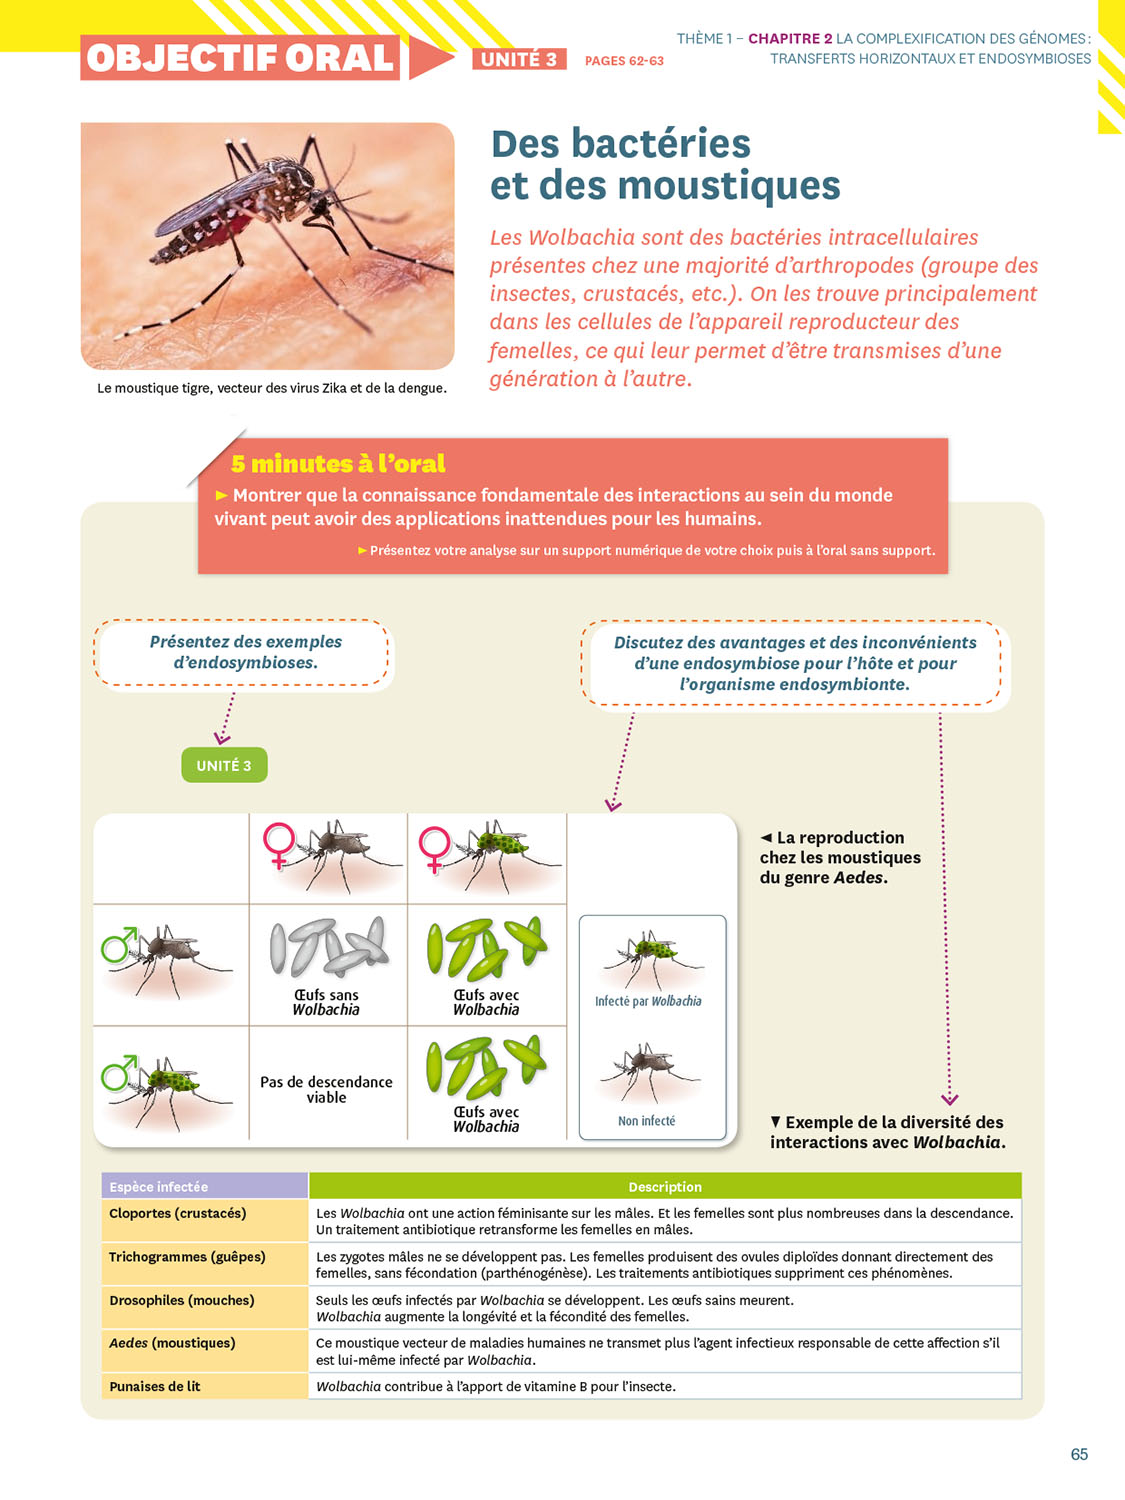 OBJECTIF ORAL
UNITÉ 3
PAGES 62-63
THÈME 1 – CHAPITRE 2 LA COMPLEXIFICATION DES GÉNOMES :
TRANSFERTS HORIZONTAUX ET ENDOSYMBIOSES
Des bactéries
et des moustiques
Les Wolbachia sont des bactéries intracellulaires
présentes chez une majorité d’arthropodes (groupe des
insectes, crustacés, etc.). On les trouve principalement
dans les cellules de l’appareil reproducteur des
femelles, ce qui leur permet d’être transmises d’une
génération à l’autre.
Le moustique tigre, vecteur des virus Zika et de la dengue.
5 minutes à l’oral
► Montrer que la connaissance fondamentale des interactions au sein du monde
vivant peut avoir des applications inattendues pour les humains.
► Présentez votre analyse sur un support numérique de votre choix puis à l’oral sans support.
Présentez des exemples
d’endosymbioses.
Discutez des avantages et des inconvénients
d’une endosymbiose pour l’hôte et pour
l’organisme endosymbionte.
UNITÉ 3
◄ La reproduction
chez les moustiques
du genre Aedes.
Œufs sans
Wolbachia
Œufs avec
Wolbachia
Infecté par Wolbachia
Pas de descendance
viable
Œufs avec
Wolbachia
Non infecté
▼ Exemple de la diversité des
interactions avec Wolbachia.
Espèce infectée
Description
Cloportes (crustacés)
Les Wolbachia ont une action féminisante sur les mâles. Et les femelles sont plus nombreuses dans la descendance.
Un traitement antibiotique retransforme les femelles en mâles.
Trichogrammes (guêpes)
Les zygotes mâles ne se développent pas. Les femelles produisent des ovules diploïdes donnant directement des
femelles, sans fécondation (parthénogénèse). Les traitements antibiotiques suppriment ces phénomènes.
Drosophiles (mouches)
Seuls les œufs infectés par Wolbachia se développent. Les œufs sains meurent.
Wolbachia augmente la longévité et la fécondité des femelles.
Aedes (moustiques)
Ce moustique vecteur de maladies humaines ne transmet plus l’agent infectieux responsable de cette affection s’il
est lui-même infecté par Wolbachia.
Punaises de lit
Wolbachia contribue à l’apport de vitamine B pour l’insecte.
65